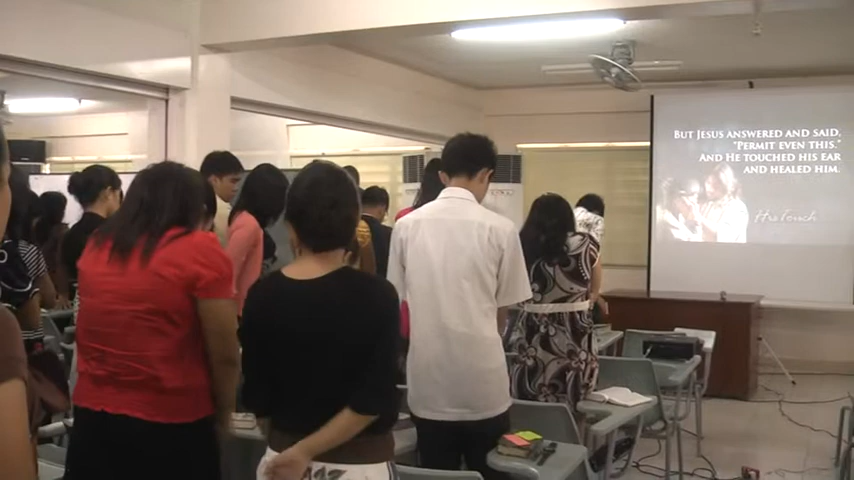 BUT JESUS ANSWERED AND SAID,
"PERMIT EVEN THIS."
AND HE TOUCHED HIS EAR
AND HEALED HIM.
His Touch